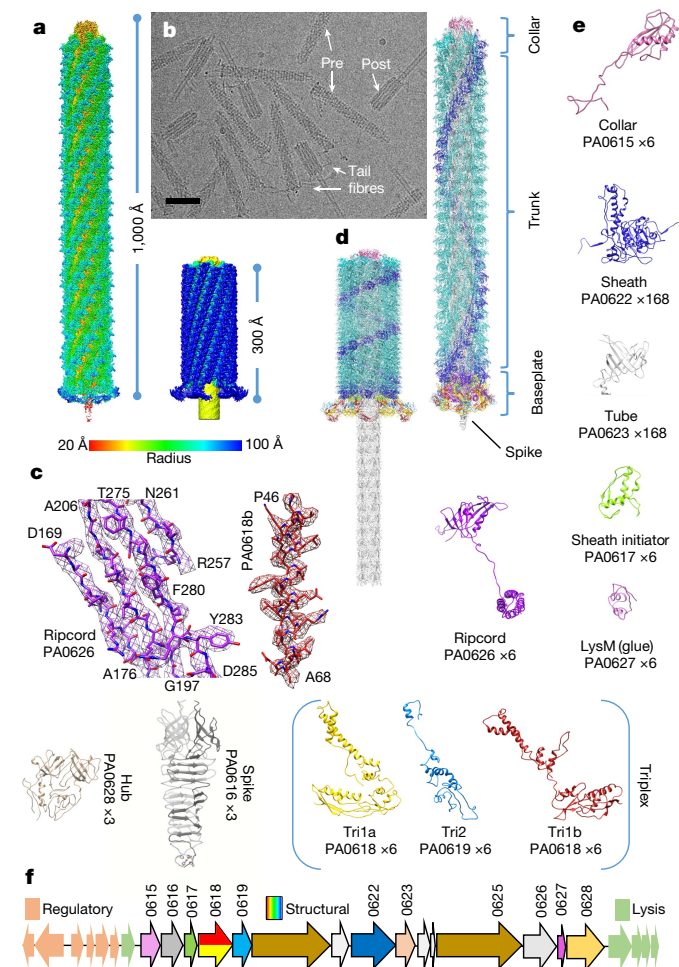 a
b
Pre
Post
Tail
fibres
1,000 Å
300 Å
20 Å
100 Å
Radius
d
Collar
Trunk
Baseplate
Spike
e
Collar
PA0615 ×6
Sheath
PA0622 ×168
Tube
PA0623 ×168
Sheath initiator
PA0617 ×6
LysM (glue)
PA0627 ×6
c
T275
N261
A206
D169
R257
F280
Y283
Ripcord
PA0626
A176
D285
G197
P46
PA0618b
A68
Ripcord
PA0626 ×6
Hub
PA0628 ×3
Spike
PA0616 ×3
Tri1a
PA0618 ×6
Tri2
PA0619 ×6
Tri1b
PA0618 ×6
Triplex
f
Regulatory
Structural
Lysis
0615
0616
0617
0618
0619
0622
0623
0625
0626
0627
0628